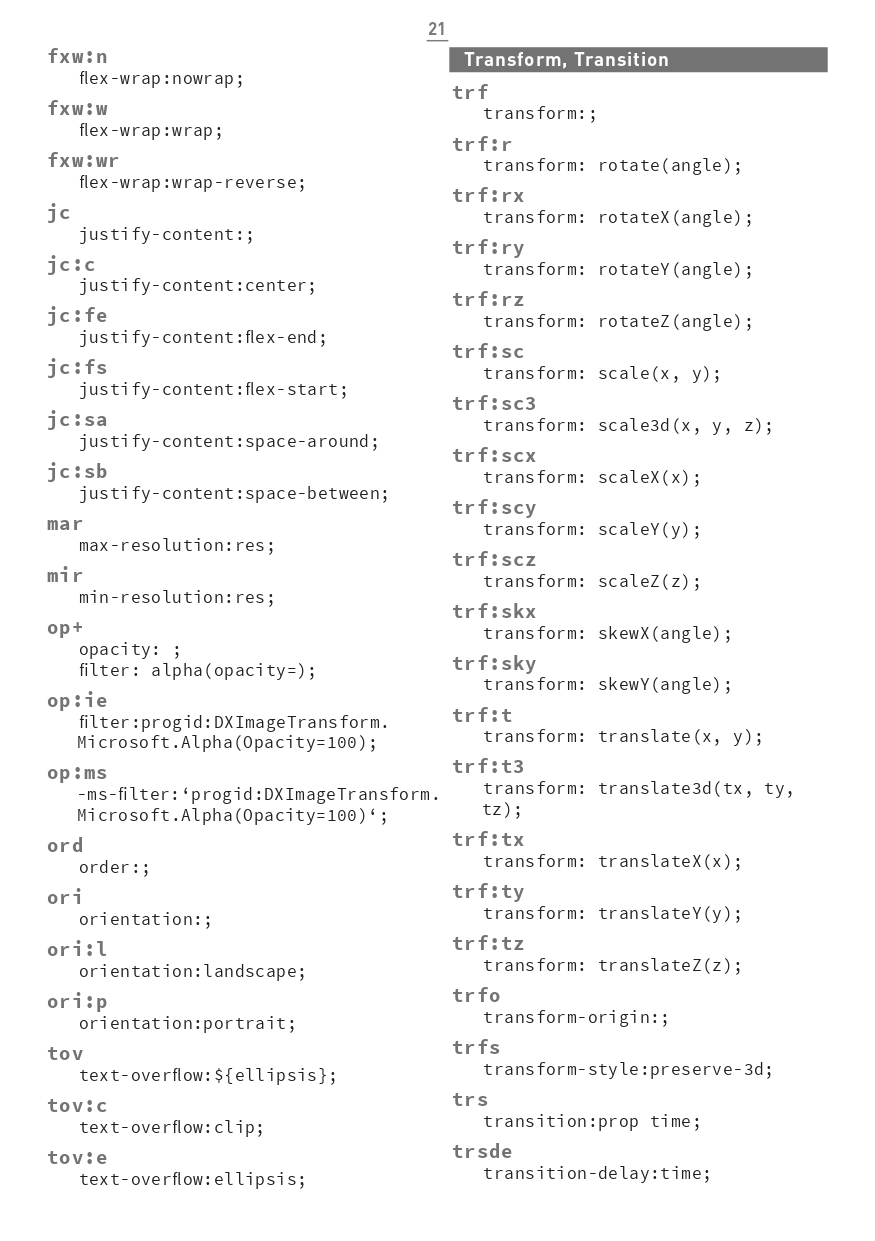 21
fxw:n
flex-wrap:nowrap;
fxw:w
flex-wrap:wrap;
fxw:wr
flex-wrap:wrap-reverse;
jc
justify-content:;
jc:c
justify-content:center;
jc:fe
justify-content:flex-end;
jc:fs
justify-content:flex-start;
jc:sa
justify-content:space-around;
jc:sb
justify-content:space-between;
mar
max-resolution:res;
mir
min-resolution:res;
op+
opacity: ;
filter: alpha(opacity=);
op:ie
filter:progid:DXImageTransform.
Microsoft.Alpha(Opacity=100);
op:ms
-ms-filter:‘progid:DXImageTransform.
Microsoft.Alpha(Opacity=100)‘;
ord
order:;
ori
orientation:;
ori:l
orientation:landscape;
ori:p
orientation:portrait;
tov
text-overflow:${ellipsis};
tov:c
text-overflow:clip;
tov:e
text-overflow:ellipsis;
Transform, Transition
trf
transform:;
trf:r
transform: rotate(angle);
trf:rx
transform: rotateX(angle);
trf:ry
transform: rotateY(angle);
trf:rz
transform: rotateZ(angle);
trf:sc
transform: scale(x, y);
trf:sc3
transform: scale3d(x, y, z);
trf:scx
transform: scaleX(x);
trf:scy
transform: scaleY(y);
trf:scz
transform: scaleZ(z);
trf:skx
transform: skewX(angle);
trf:sky
transform: skewY(angle);
trf:t
transform: translate(x, y);
trf:t3
transform: translate3d(tx, ty,
tz);
trf:tx
transform: translateX(x);
trf:ty
transform: translateY(y);
trf:tz
transform: translateZ(z);
trfo
transform-origin:;
trfs
transform-style:preserve-3d;
trs
transition:prop time;
trsde
transition-delay:time;